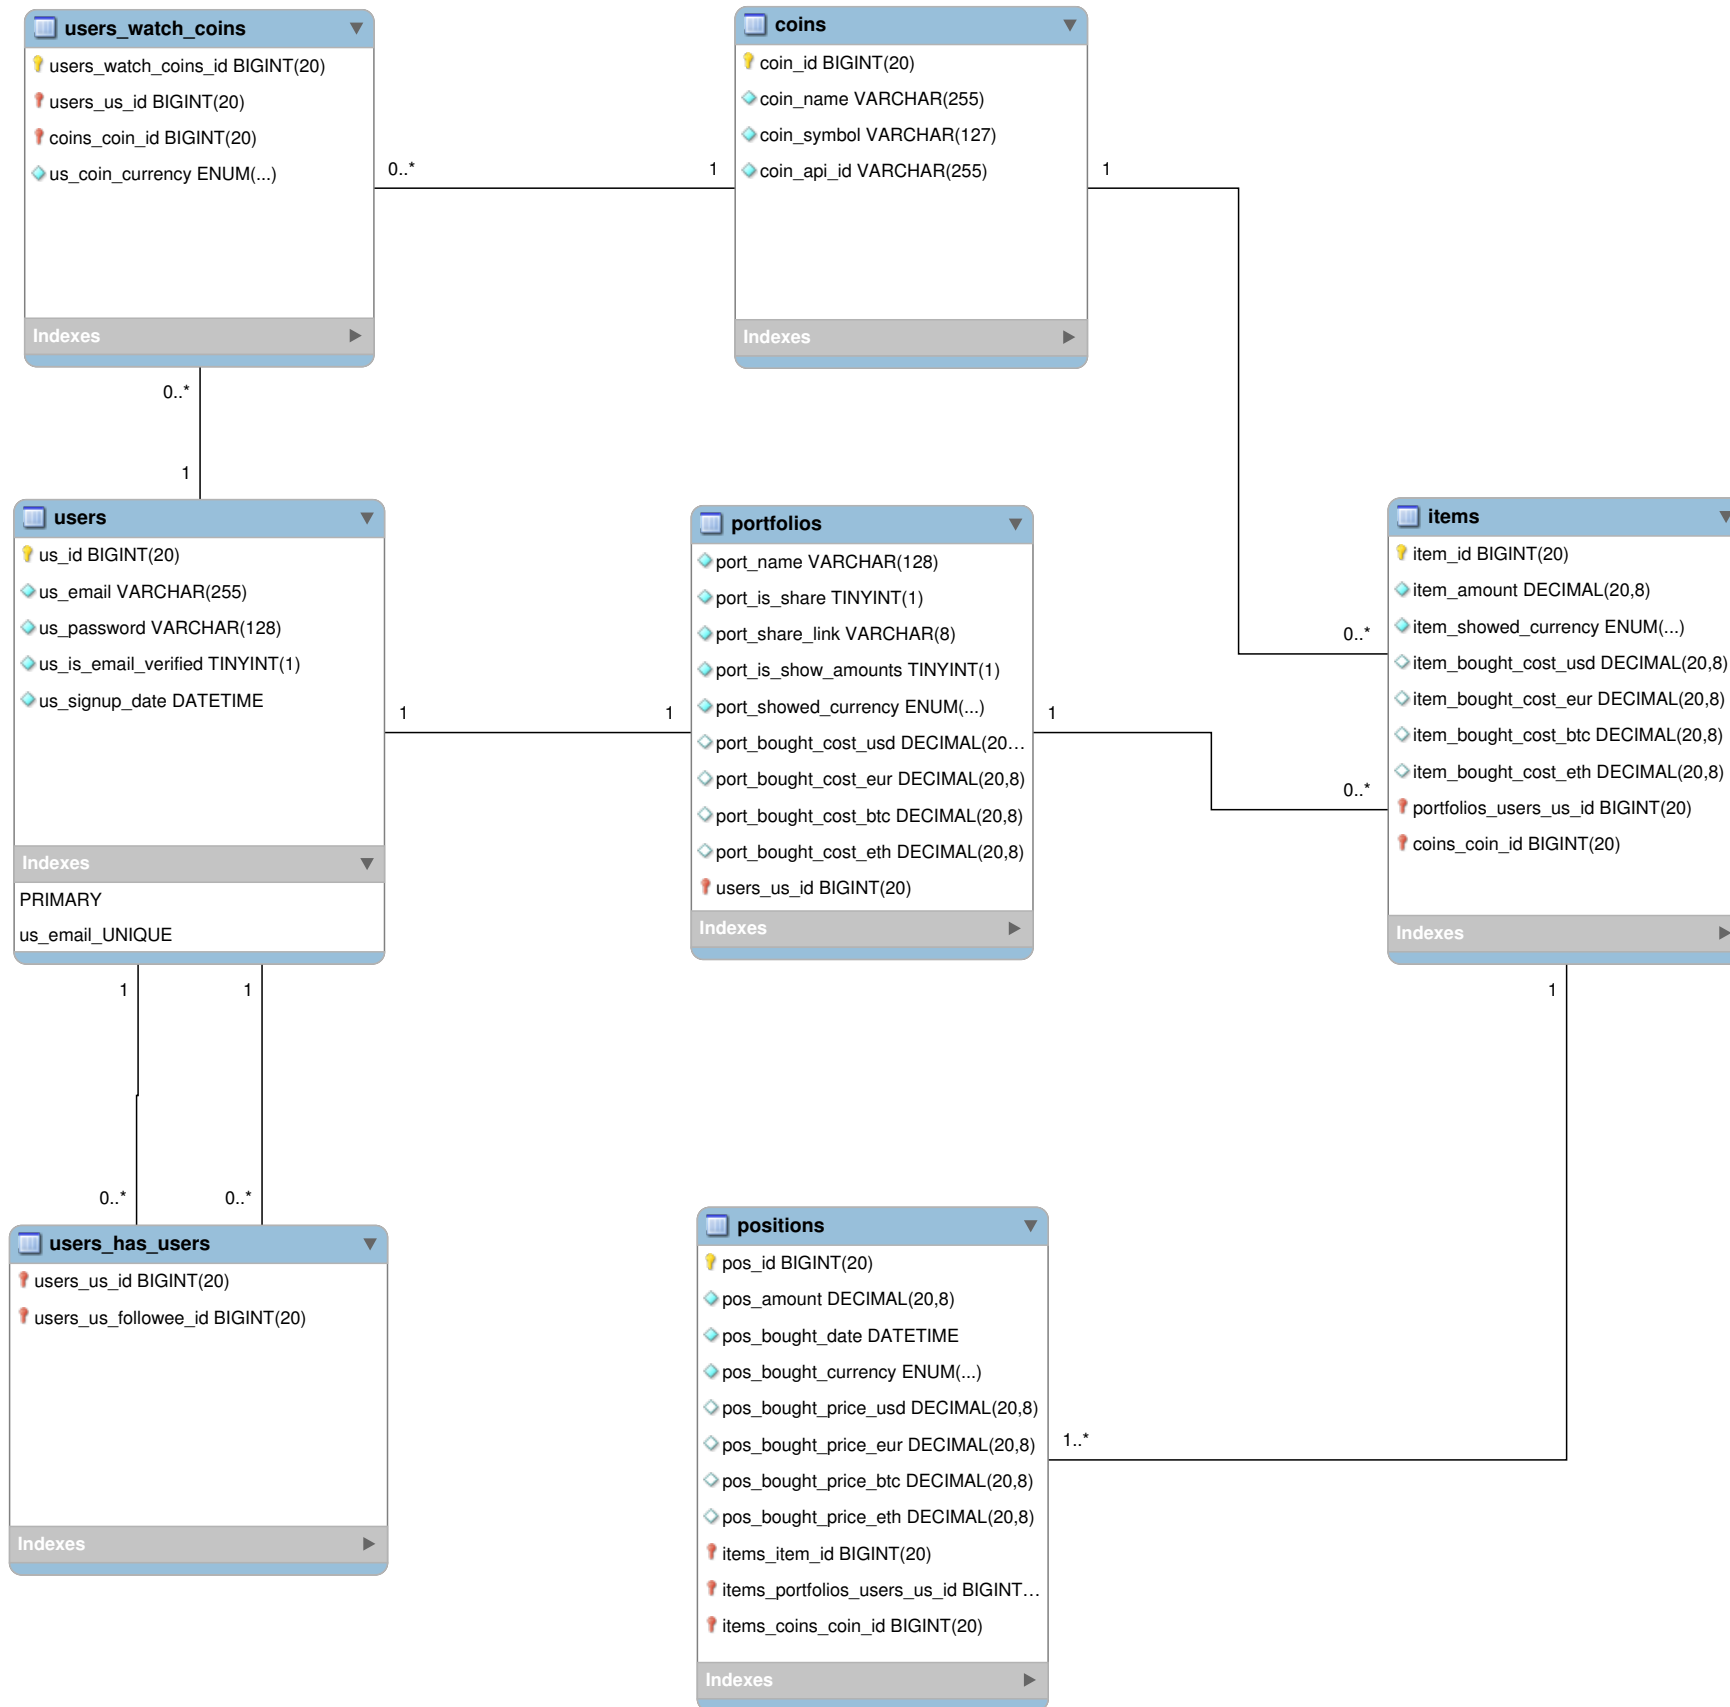 users_watch_coins
users_watch_coins_id BIGINT(20)
users_us_id BIGINT(20)
coins_coin_id BIGINT(20)
us_coin_currency ENUM(...)
Indexes
0..*
1
coins
coin_id BIGINT(20)
coin_name VARCHAR(255)
coin_symbol VARCHAR(127)
coin_api_id VARCHAR(255)
Indexes
1
0..*
0..*
1
users
us_id BIGINT(20)
us_email VARCHAR(255)
us_password VARCHAR(128)
us_is_email_verified TINYINT(1)
us_signup_date DATETIME
Indexes
PRIMARY
us_email_UNIQUE
1
1
portfolios
port_name VARCHAR(128)
port_is_share TINYINT(1)
port_share_link VARCHAR(8)
port_is_show_amounts TINYINT(1)
port_showed_currency ENUM(...)
port_bought_cost_usd DECIMAL(20...
port_bought_cost_eur DECIMAL(20,8)
port_bought_cost_btc DECIMAL(20,8)
port_bought_cost_eth DECIMAL(20,8)
users_us_id BIGINT(20)
Indexes
1
0..*
items
item_id BIGINT(20)
item_amount DECIMAL(20,8)
item_showed_currency ENUM(...)
item_bought_cost_usd DECIMAL(20,8)
item_bought_cost_eur DECIMAL(20,8)
item_bought_cost_btc DECIMAL(20,8)
item_bought_cost_eth DECIMAL(20,8)
portfolios_users_us_id BIGINT(20)
coins_coin_id BIGINT(20)
Indexes
1
1
0..*
0..*
1
1..*
users_has_users
users_us_id BIGINT(20)
users_us_followee_id BIGINT(20)
Indexes
positions
pos_id BIGINT(20)
pos_amount DECIMAL(20,8)
pos_bought_date DATETIME
pos_bought_currency ENUM(...)
pos_bought_price_usd DECIMAL(20,8)
pos_bought_price_eur DECIMAL(20,8)
pos_bought_price_btc DECIMAL(20,8)
pos_bought_price_eth DECIMAL(20,8)
items_item_id BIGINT(20)
items_portfolios_users_us_id BIGINT...
items_coins_coin_id BIGINT(20)
Indexes